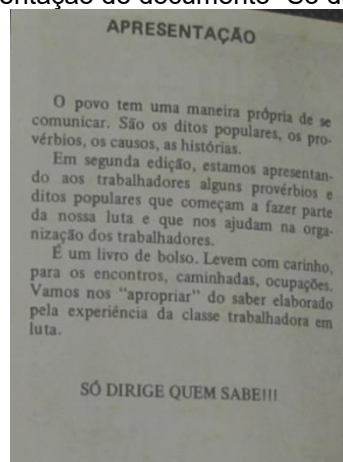 entação do documento "Só d
APRESENTAÇÃO
O povo tem uma maneira própria de se
comunicar. São os ditos populares, os pro-
vérbios, os causos, as histórias.
Em segunda edição, estamos apresentan-
do aos trabalhadores alguns provérbios e
ditos populares que começam a fazer parte
da nossa luta e que nos ajudam na orga-
nização dos trabalhadores.
É um livro de bolso. Levem com carinho,
para os encontros, caminhadas, ocupações.
Vamos nos "apropriar" do saber elaborado
pela experiência da classe trabalhadora em
luta.
SÓ DIRIGE QUEM SABE!!!